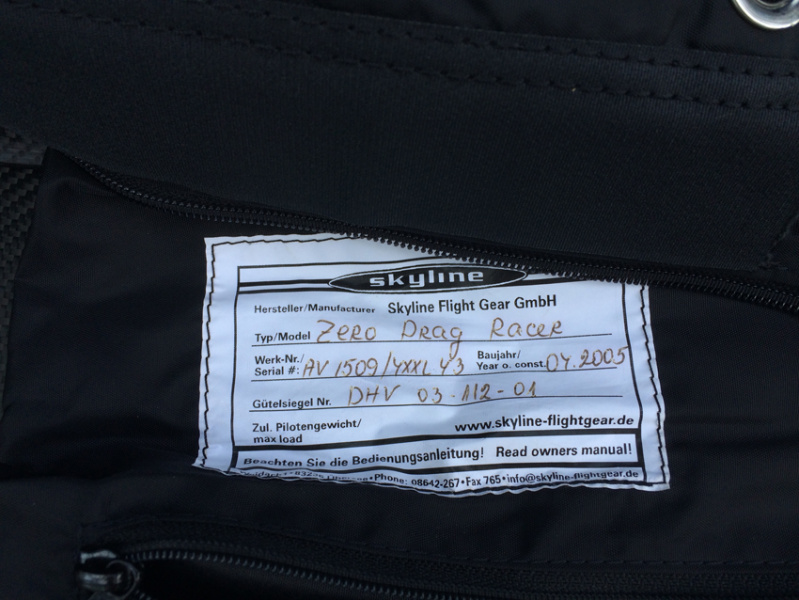 skyline
Hersteller/Manufacturer Skyline Flight Gear GmbH
Typ/Model Zero Drag Racer
Werk-Nr./ Baujahr/
Serial #: AV 1509/4XXL 43 Year o. const. 04.2005
Gütelsiegel Nr. DHV 03.112-01
Zul. Pilotengewicht/ www.skyline-flightgear.de
max load
Beachten Sie die Bedienungsanleitung! Read owners manual!
Phone: 08642-267•Fax 765•info@skyline-flightgear.de